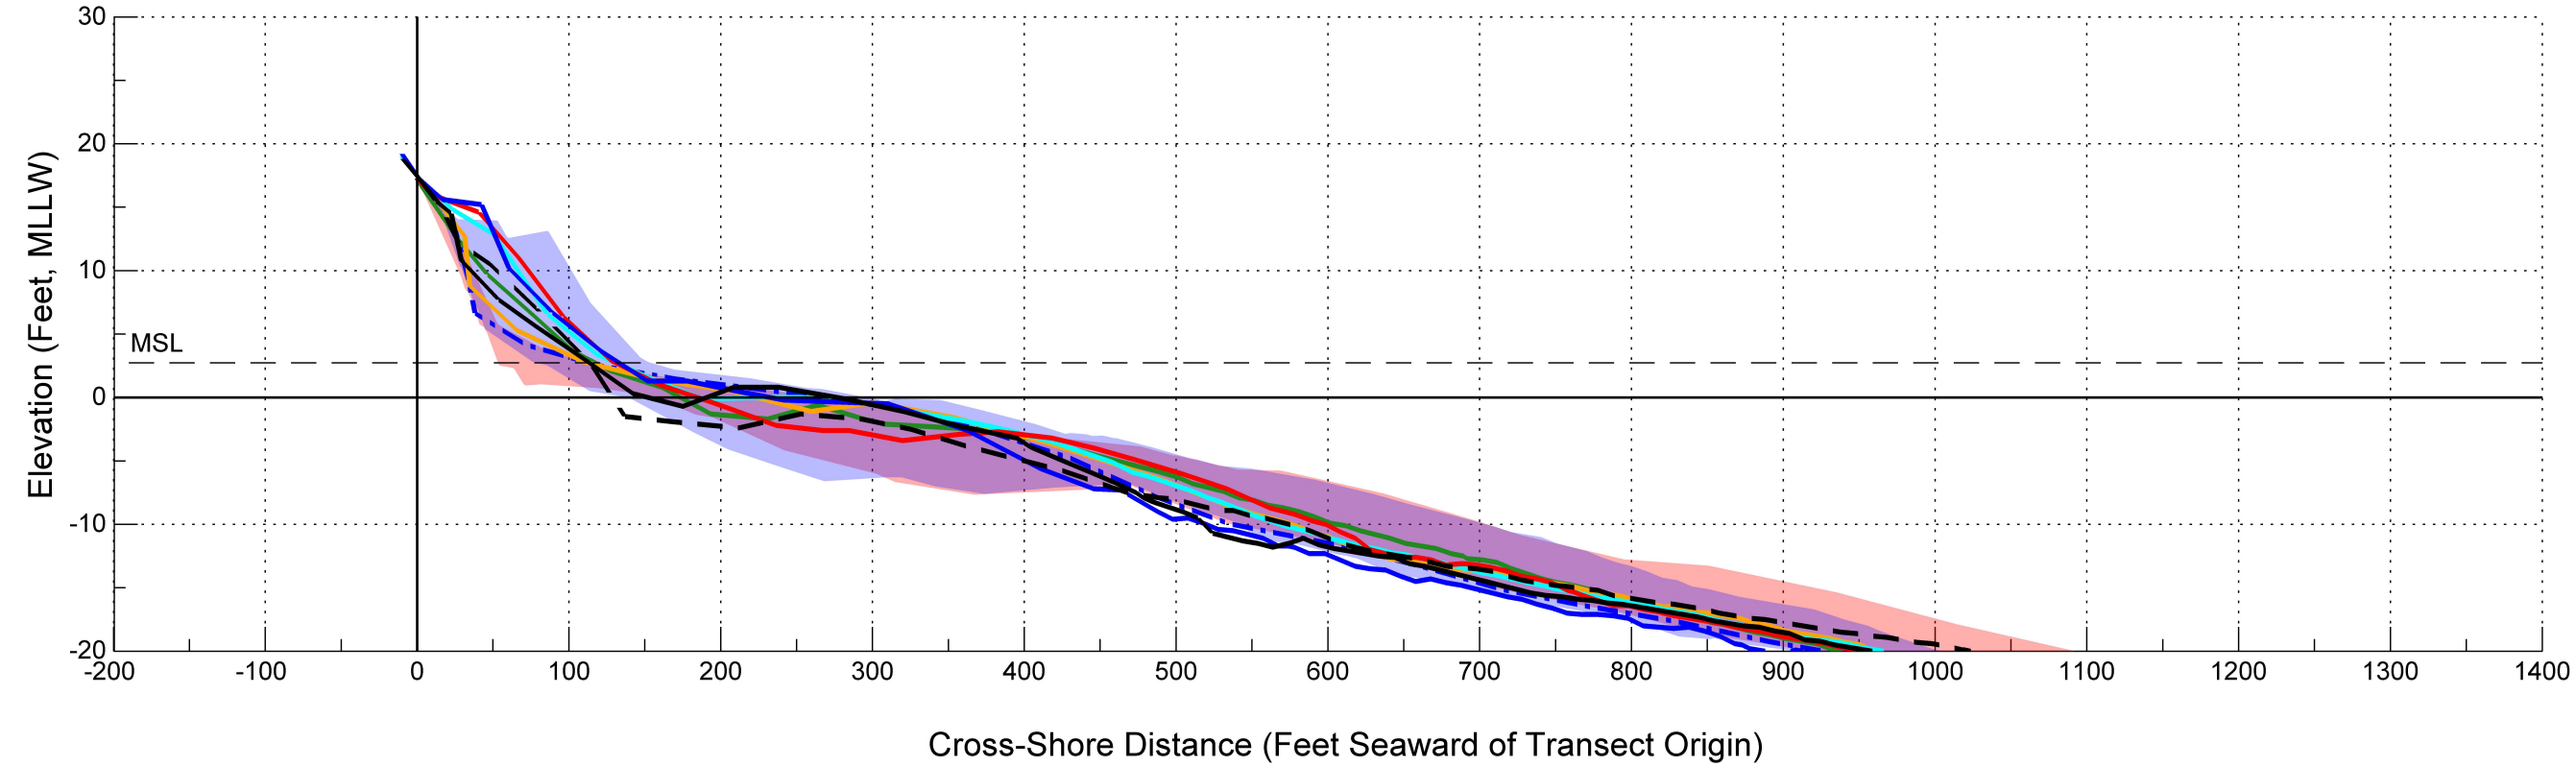 30
20
10
0
-10
-20
Elevation (Feet, MLLW)
MSL
-200 -100 0 100 200 300 400 500 600 700 800 900 1000 1100 1200 1300 1400
Cross-Shore Distance (Feet Seaward of Transect Origin)